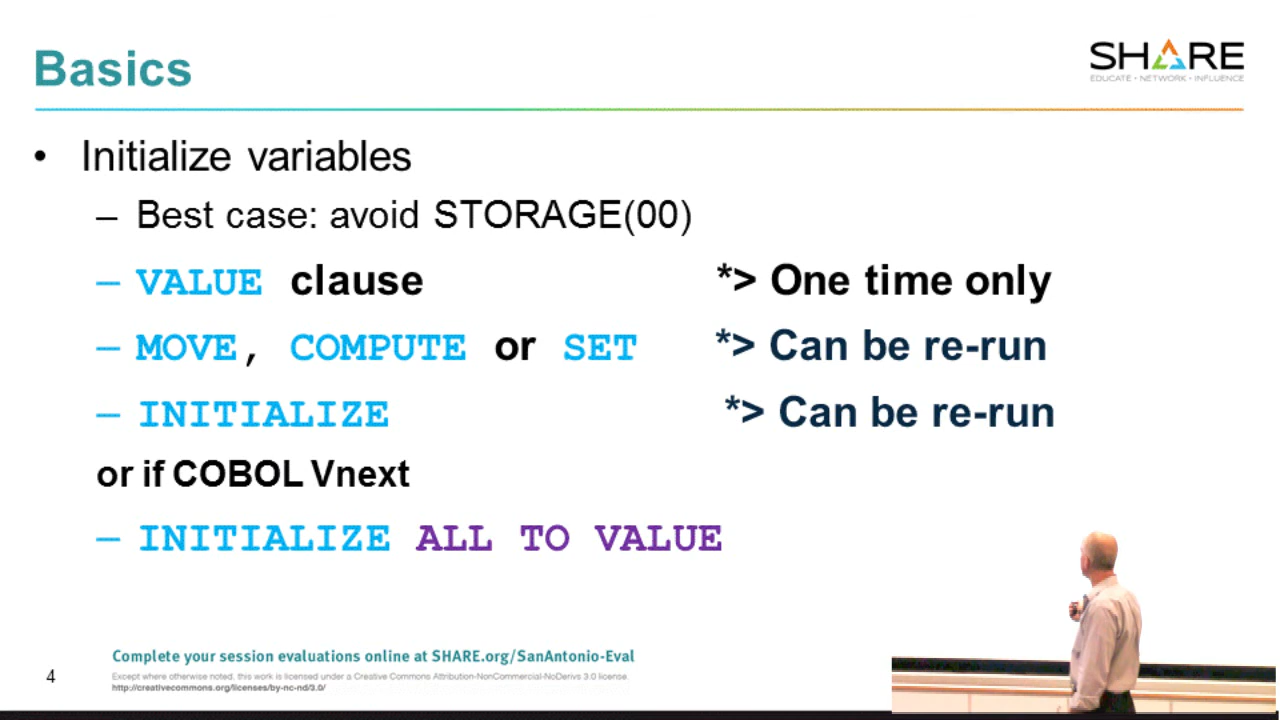 Basics
SHARE
EDUCATE • NETWORK • INFLUENCE
• Initialize variables
– Best case: avoid STORAGE(00)
– VALUE clause *> One time only
– MOVE, COMPUTE or SET *> Can be re-run
– INITIALIZE *> Can be re-run
or if COBOL Vnext
– INITIALIZE ALL TO VALUE
Complete your session evaluations online at SHARE.org/SanAntonio-Eval
4
Except where otherwise noted, this work is licensed under a Creative Commons Attribution-NonCommercial-NoDerivs 3.0 license.
http://creativecommons.org/licenses/by-nc-nd/3.0/